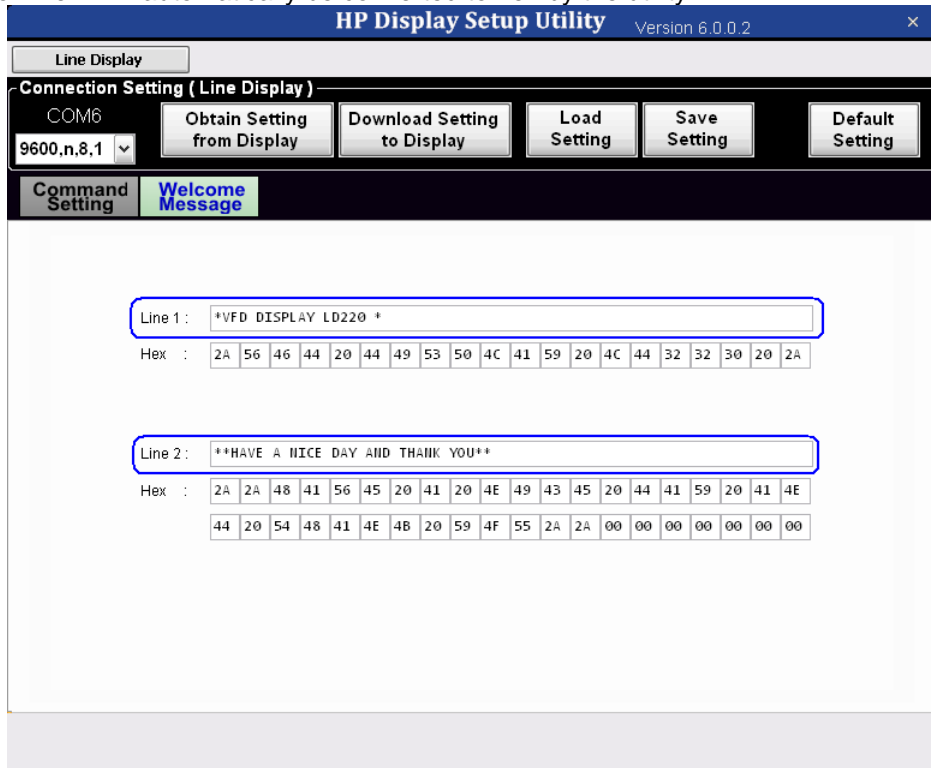 HP Display Setup Utility Version 6.0.0.2 ×
Line Display
Connection Setting ( Line Display )
COM6
9600,n,8,1
Obtain Setting
from Display
Download Setting
to Display
Load
Setting
Save
Setting
Default
Setting
Command
Setting
Welcome
Message
Line 1 : *VFD DISPLAY LD220 *
Hex : 2A 56 46 44 20 44 49 53 50 4C 41 59 20 4C 44 32 32 30 20 2A
Line 2 : **HAVE A NICE DAY AND THANK YOU**
Hex : 2A 2A 48 41 56 45 20 41 20 4E 49 43 45 20 44 41 59 20 41 4E
44 20 54 48 41 4E 4B 20 59 4F 55 2A 2A 00 00 00 00 00 00 00